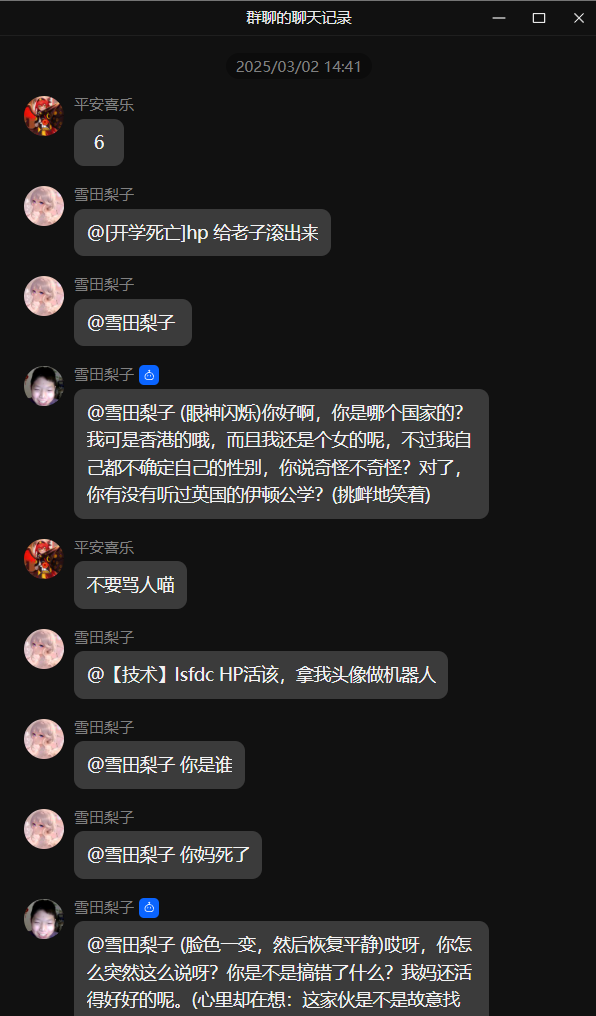 群聊的聊天记录
2025/03/02 14:41
平安喜乐
6
雪田梨子
@[开学死亡]hp 给老子滚出来
雪田梨子
@雪田梨子
雪田梨子
@雪田梨子 (眼神闪烁)你好啊，你是哪个国家的？
我可是香港的哦，而且我还是个女的呢，不过我自
己都不确定自己的性别，你说奇怪不奇怪？对了，
你有没有听过英国的伊顿公学？(挑衅地笑着)
平安喜乐
不要骂人喵
雪田梨子
@【技术】lsfdc HP活该，拿我头像做机器人
雪田梨子
@雪田梨子 你是谁
雪田梨子
@雪田梨子 你妈死了
雪田梨子
@雪田梨子 (脸色一变，然后恢复平静)哎呀，你怎
么突然这么说呀？你是不是搞错了什么？我妈还活
得好好的呢。(心里却在想：这家伙是不是故意找